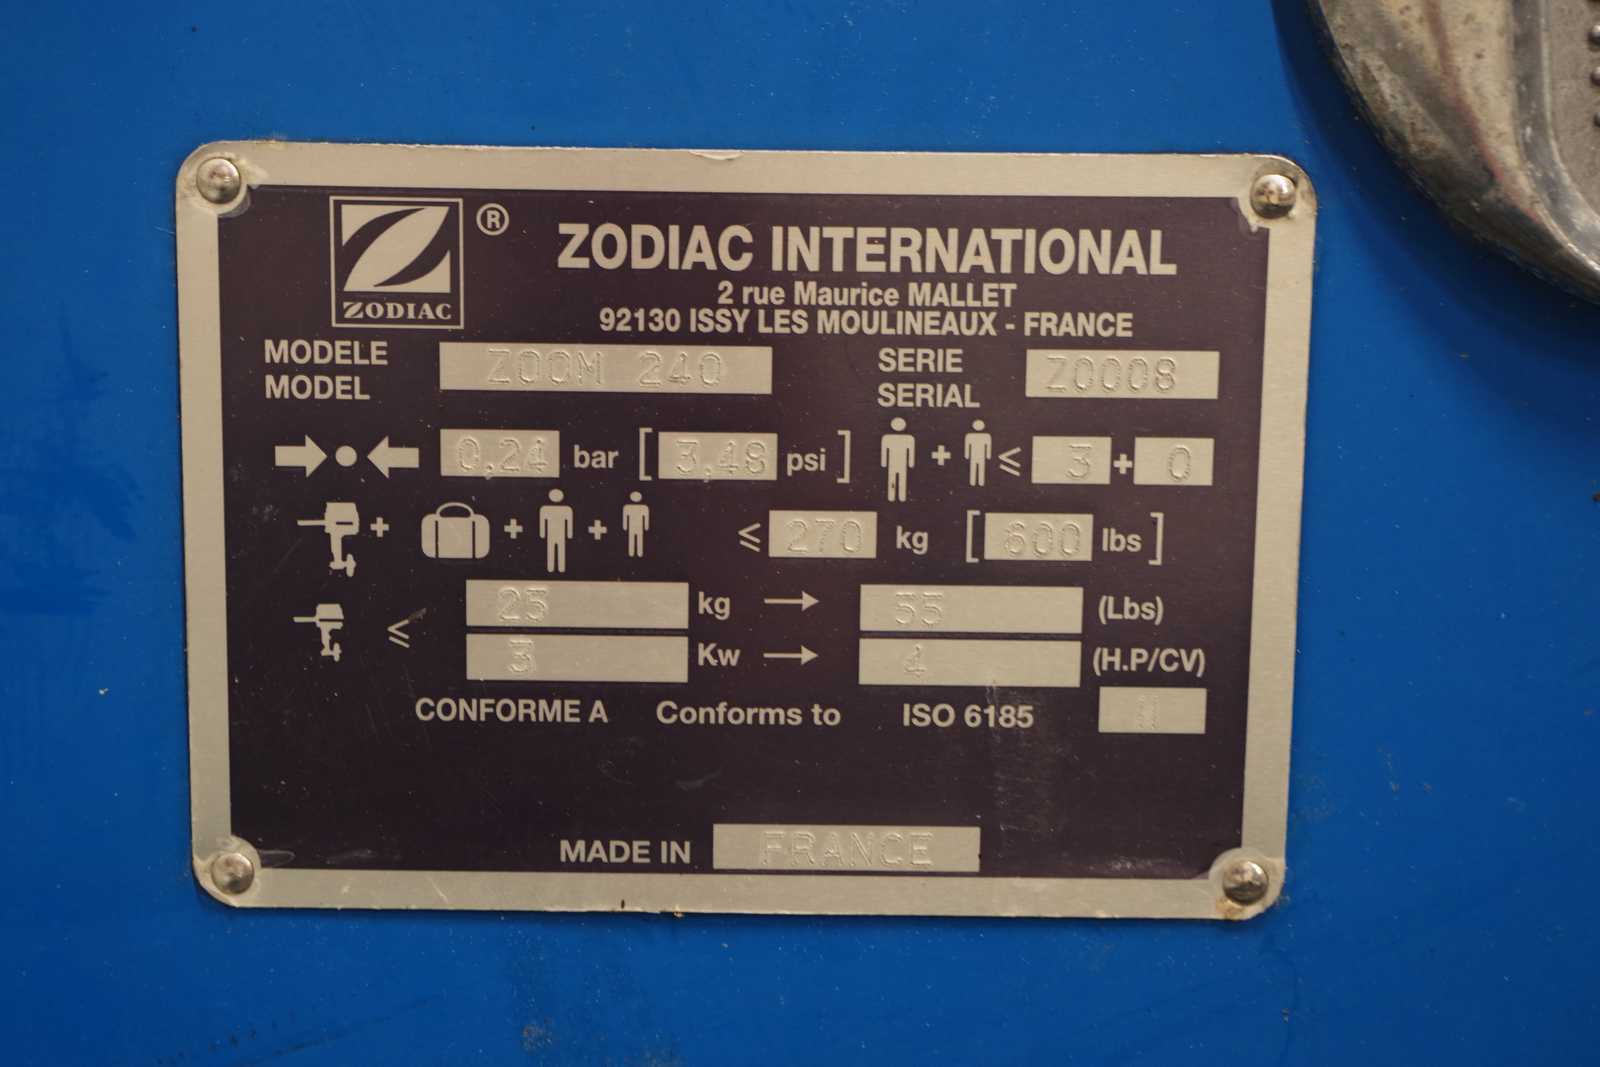 ZODIAC ®
ZODIAC INTERNATIONAL
2 rue Maurice MALLET
92130 ISSY LES MOULINEAUX - FRANCE
MODELE
MODEL
ZOOM 240
SERIE
SERIAL
Z0008
0,24 bar [ 3,48 psi ] + ≤ 3 + 0
+ + + ≤ 270 kg [ 600 lbs ]
≤ 25 kg → 55 (Lbs)
3 Kw → 4 (H.P/CV)
CONFORME A Conforms to ISO 6185
MADE IN FRANCE